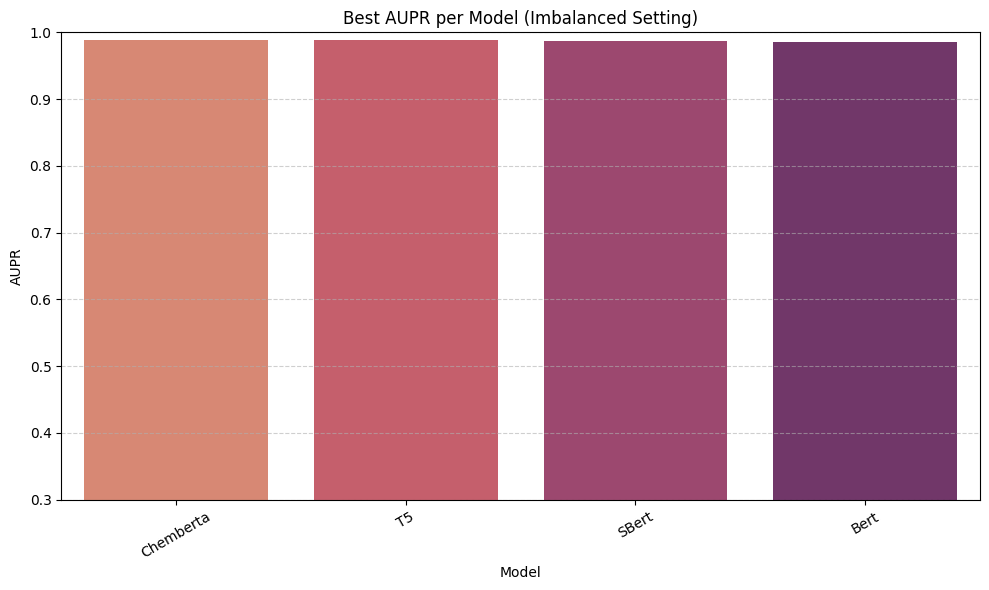 Best AUPR per Model (Imbalanced Setting)
1.0
0.9
0.8
0.7
0.6
0.5
0.4
0.3
AUPR
Chemberta
T5
SBert
Bert
Model